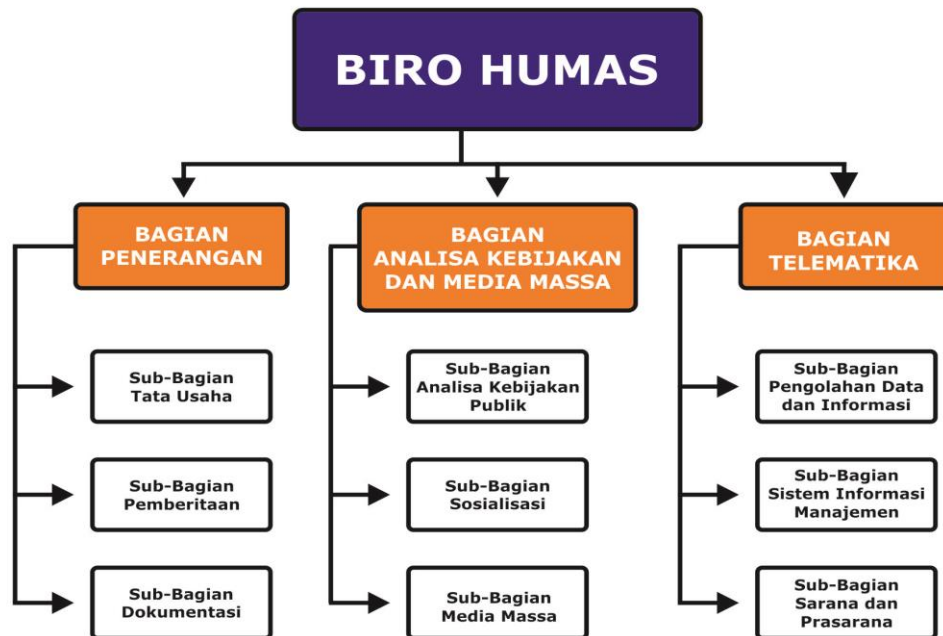 BIRO HUMAS
BAGIAN
PENERANGAN
Sub-Bagian
Tata Usaha
Sub-Bagian
Pemberitaan
Sub-Bagian
Dokumentasi
BAGIAN
ANALISA KEBIJAKAN
DAN MEDIA MASSA
Sub-Bagian
Analisa Kebijakan
Publik
Sub-Bagian
Sosialisasi
Sub-Bagian
Media Massa
BAGIAN
TELEMATIKA
Sub-Bagian
Pengolahan Data
dan Informasi
Sub-Bagian
Sistem Informasi
Manajemen
Sub-Bagian
Sarana dan
Prasarana